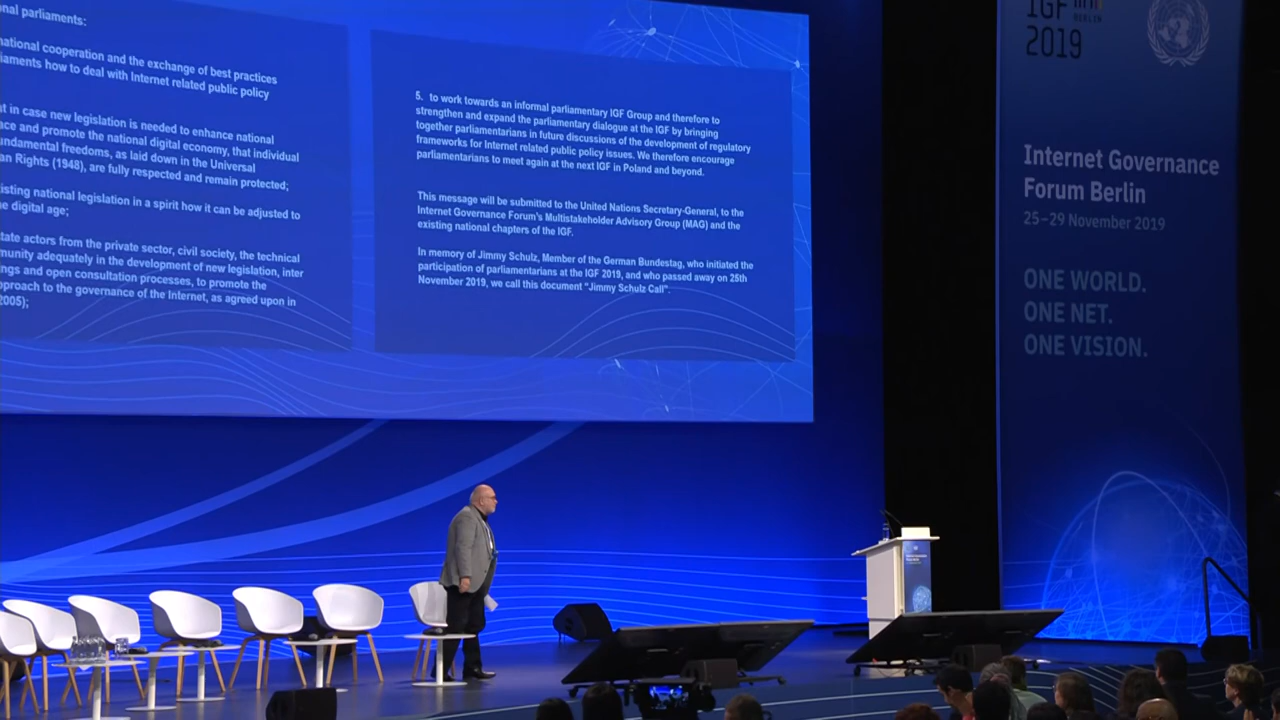 nal parliaments:
national cooperation and the exchange of best practices
iaments how to deal with Internet related public policy
t in case new legislation is needed to enhance national
ace and promote the national digital economy, that individual
undamental freedoms, as laid down in the Universal
an Rights (1948), are fully respected and remain protected;
isting national legislation in a spirit how it can be adjusted to
e digital age;
tate actors from the private sector, civil society, the technical
munity adequately in the development of new legislation, inter
ngs and open consultation processes, to promote the
pproach to the governance of the Internet, as agreed upon in
2005);
5. to work towards an informal parliamentary IGF Group and therefore to
strengthen and expand the parliamentary dialogue at the IGF by bringing
together parliamentarians in future discussions of the development of regulatory
frameworks for Internet related public policy issues. We therefore encourage
parliamentarians to meet again at the next IGF in Poland and beyond.
This message will be submitted to the United Nations Secretary-General, to the
Internet Governance Forum's Multistakeholder Advisory Group (MAG) and the
existing national chapters of the IGF.
In memory of Jimmy Schulz, Member of the German Bundestag, who initiated the
participation of parliamentarians at the IGF 2019, and who passed away on 25th
November 2019, we call this document "Jimmy Schulz Call".
IGF
BERLIN
2019
Internet Governance
Forum Berlin
25–29 November 2019
ONE WORLD.
ONE NET.
ONE VISION.